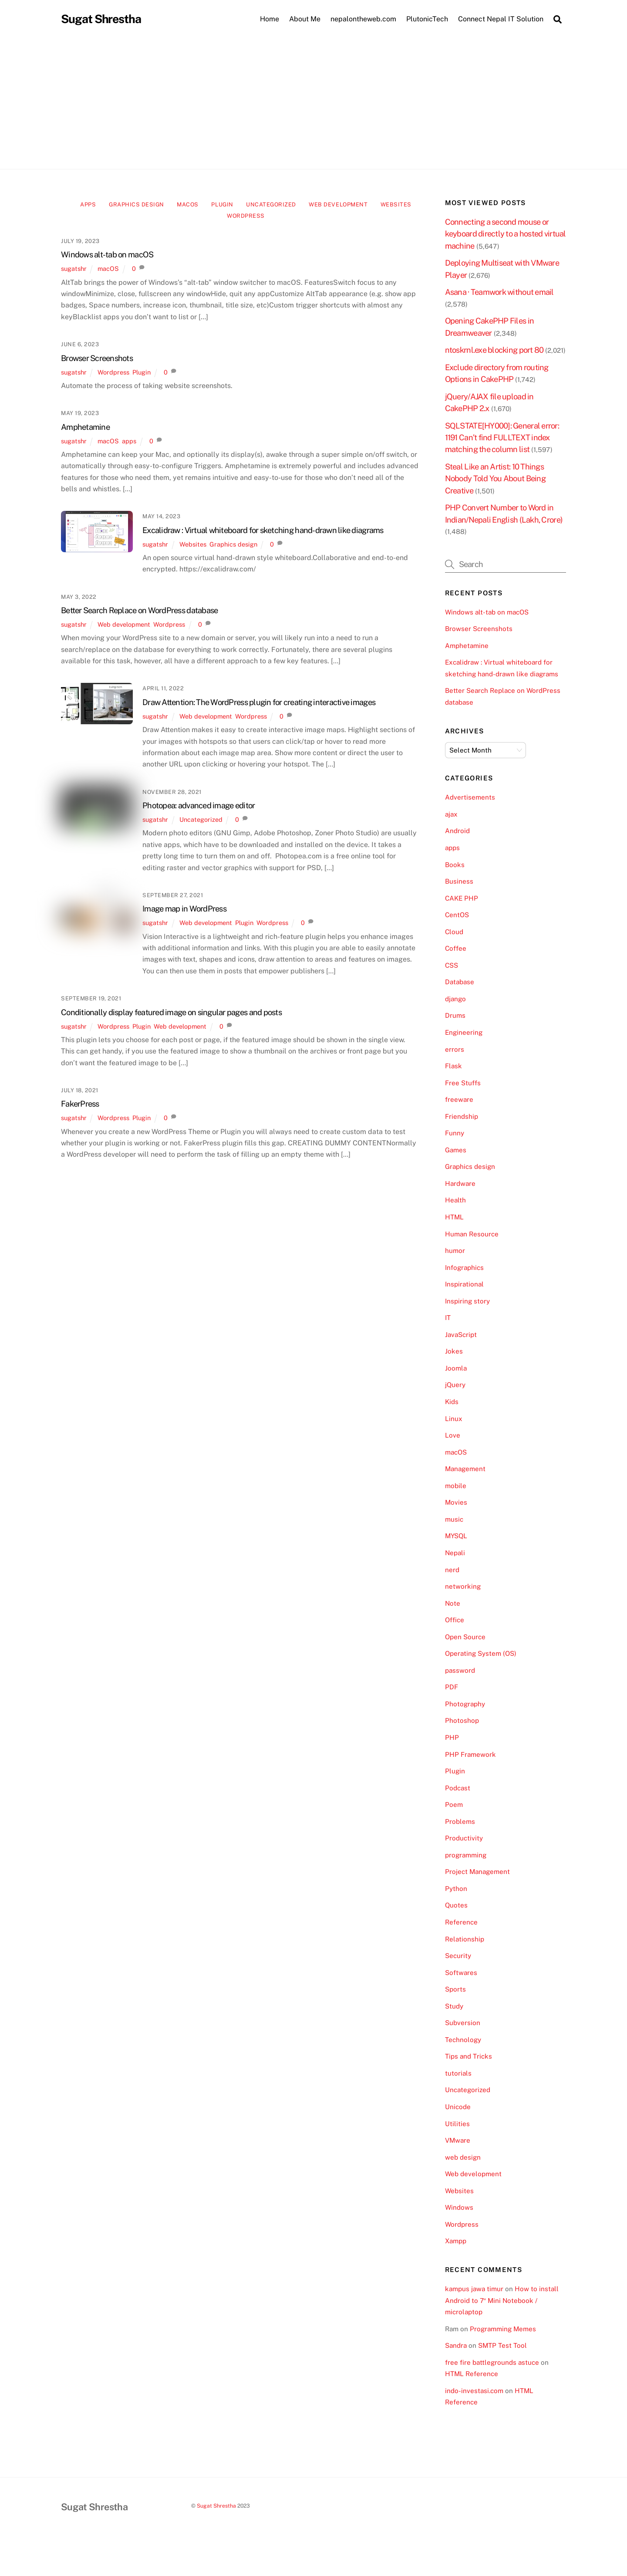 Sugat Shrestha
Home About Me nepalontheweb.com PlutonicTech Connect Nepal IT Solution
APPS GRAPHICS DESIGN MACOS PLUGIN UNCATEGORIZED WEB DEVELOPMENT WEBSITES
WORDPRESS
JULY 19, 2023
Windows alt-tab on macOS
sugatshr / macOS / 0
AltTab brings the power of Windows's "alt-tab" window switcher to macOS. FeaturesSwitch focus to any
windowMinimize, close, fullscreen any windowHide, quit any appCustomize AltTab appearance (e.g. show app
badges, Space numbers, increase icon, thumbnail, title size, etc)Custom trigger shortcuts with almost any
keyBlacklist apps you don't want to list or [...]
JUNE 6, 2023
Browser Screenshots
sugatshr / Wordpress Plugin / 0
Automate the process of taking website screenshots.
MAY 19, 2023
Amphetamine
sugatshr / macOS apps / 0
Amphetamine can keep your Mac, and optionally its display(s), awake through a super simple on/off switch, or
automatically through easy-to-configure Triggers. Amphetamine is extremely powerful and includes advanced
features for those who need them, yet remains intuitive and easy-to-use for those who don't need all of the
bells and whistles. [...]
MAY 14, 2023
Excalidraw : Virtual whiteboard for sketching hand-drawn like diagrams
sugatshr / Websites Graphics design / 0
An open source virtual hand-drawn style whiteboard.Collaborative and end-to-end
encrypted. https://excalidraw.com/
MAY 3, 2022
Better Search Replace on WordPress database
sugatshr / Web development Wordpress / 0
When moving your WordPress site to a new domain or server, you will likely run into a need to run a
search/replace on the database for everything to work correctly. Fortunately, there are several plugins
available for this task, however, all have a different approach to a few key features. [...]
APRIL 11, 2022
Draw Attention: The WordPress plugin for creating interactive images
sugatshr / Web development Wordpress / 0
Draw Attention makes it easy to create interactive image maps. Highlight sections of
your images with hotspots so that users can click/tap or hover to read more
information about each image map area. Show more content or direct the user to
another URL upon clicking or hovering your hotspot. The [...]
NOVEMBER 28, 2021
Photopea: advanced image editor
sugatshr / Uncategorized / 0
Modern photo editors (GNU Gimp, Adobe Photoshop, Zoner Photo Studio) are usually
native apps, which have to be downloaded and installed on the device. It takes a
pretty long time to turn them on and off. Photopea.com is a free online tool for
editing raster and vector graphics with support for PSD, [...]
SEPTEMBER 27, 2021
Image map in WordPress
sugatshr / Web development Plugin Wordpress / 0
Vision Interactive is a lightweight and rich-feature plugin helps you enhance images
with additional information and links. With this plugin you are able to easily annotate
images with text, shapes and icons, draw attention to areas and features of images.
You can then use them in posts that empower publishers [...]
SEPTEMBER 19, 2021
Conditionally display featured image on singular pages and posts
sugatshr / Wordpress Plugin Web development / 0
This plugin lets you choose for each post or page, if the featured image should be shown in the single view.
This can get handy, if you use the featured image to show a thumbnail on the archives or front page but you
don't want the featured image to be [...]
JULY 18, 2021
FakerPress
sugatshr / Wordpress Plugin / 0
Whenever you create a new WordPress Theme or Plugin you will always need to create custom data to test
whether your plugin is working or not. FakerPress plugin fills this gap. CREATING DUMMY CONTENTNormally
a WordPress developer will need to perform the task of filling up an empty theme with [...]
MOST VIEWED POSTS
Connecting a second mouse or
keyboard directly to a hosted virtual
machine (5,647)
Deploying Multiseat with VMware
Player (2,676)
Asana · Teamwork without email
(2,578)
Opening CakePHP Files in
Dreamweaver (2,348)
ntoskrnl.exe blocking port 80 (2,021)
Exclude directory from routing
Options in CakePHP (1,742)
jQuery/AJAX file upload in
CakePHP 2.x (1,670)
SQLSTATE[HY000]: General error:
1191 Can't find FULLTEXT index
matching the column list (1,597)
Steal Like an Artist: 10 Things
Nobody Told You About Being
Creative (1,501)
PHP Convert Number to Word in
Indian/Nepali English (Lakh, Crore)
(1,488)
Search
RECENT POSTS
Windows alt-tab on macOS
Browser Screenshots
Amphetamine
Excalidraw : Virtual whiteboard for
sketching hand-drawn like diagrams
Better Search Replace on WordPress
database
ARCHIVES
Select Month
CATEGORIES
Advertisements
ajax
Android
apps
Books
Business
CAKE PHP
CentOS
Cloud
Coffee
CSS
Database
django
Drums
Engineering
errors
Flask
Free Stuffs
freeware
Friendship
Funny
Games
Graphics design
Hardware
Health
HTML
Human Resource
humor
Infographics
Inspirational
Inspiring story
IT
JavaScript
Jokes
Joomla
jQuery
Kids
Linux
Love
macOS
Management
mobile
Movies
music
MYSQL
Nepali
nerd
networking
Note
Office
Open Source
Operating System (OS)
password
PDF
Photography
Photoshop
PHP
PHP Framework
Plugin
Podcast
Poem
Problems
Productivity
programming
Project Management
Python
Quotes
Reference
Relationship
Security
Softwares
Sports
Study
Subversion
Technology
Tips and Tricks
tutorials
Uncategorized
Unicode
Utilities
VMware
web design
Web development
Websites
Windows
Wordpress
Xampp
RECENT COMMENTS
kampus jawa timur on How to install
Android to 7" Mini Notebook /
microlaptop
Ram on Programming Memes
Sandra on SMTP Test Tool
free fire battlegrounds astuce on
HTML Reference
indo-investasi.com on HTML
Reference
Sugat Shrestha
© Sugat Shrestha 2023